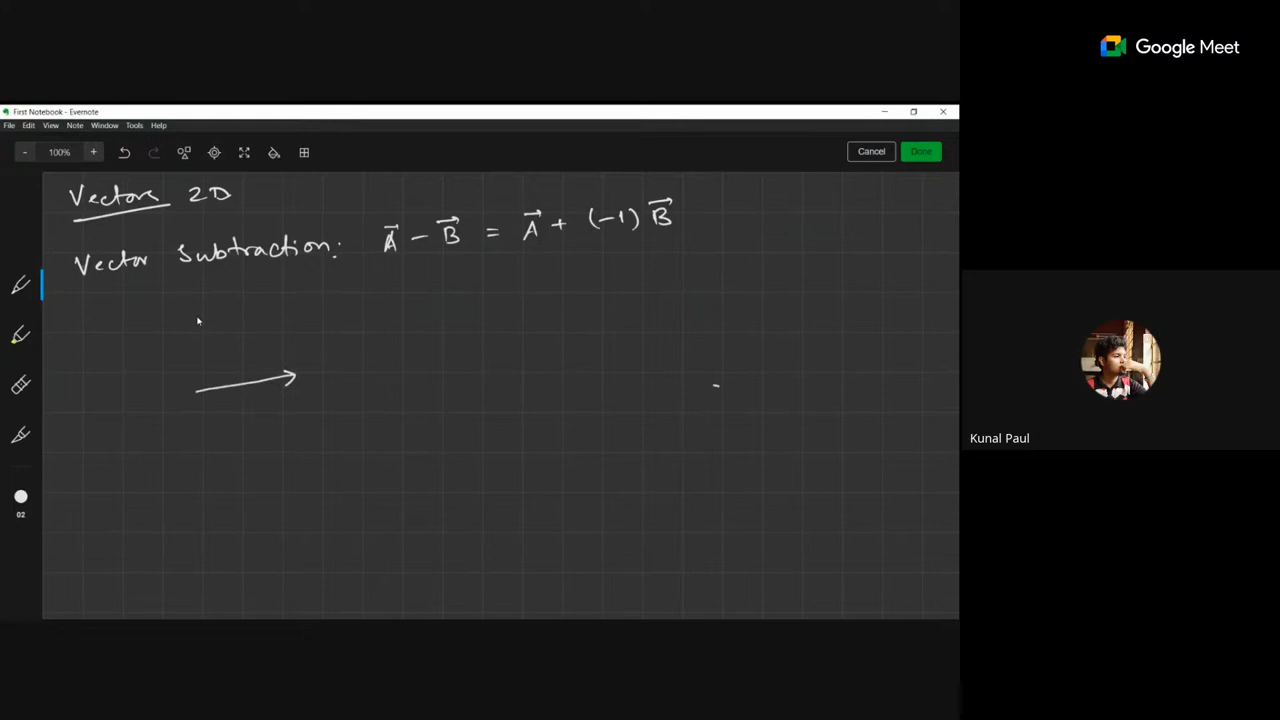 Google Meet
First Notebook - Evernote
File Edit View Note Window Tools Help
- 100% + Cancel Done
Vectors 2D
Vector Subtraction: A⃗ - B⃗ = A⃗ + (-1) B⃗
02
Kunal Paul